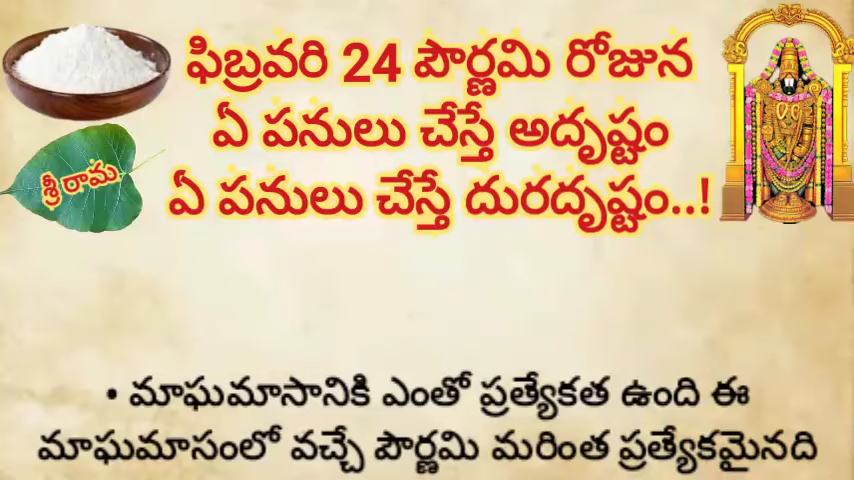 ఫిబ్రవరి 24 పౌర్ణమి రోజున
ఏ పనులు చేస్తే అదృష్టం
ఏ పనులు చేస్తే దురదృష్టం..!
శ్రీ రామ
• మాఘమాసానికి ఎంతో ప్రత్యేకత ఉంది ఈ
మాఘమాసంలో వచ్చే పౌర్ణమి మరింత ప్రత్యేకమైనది